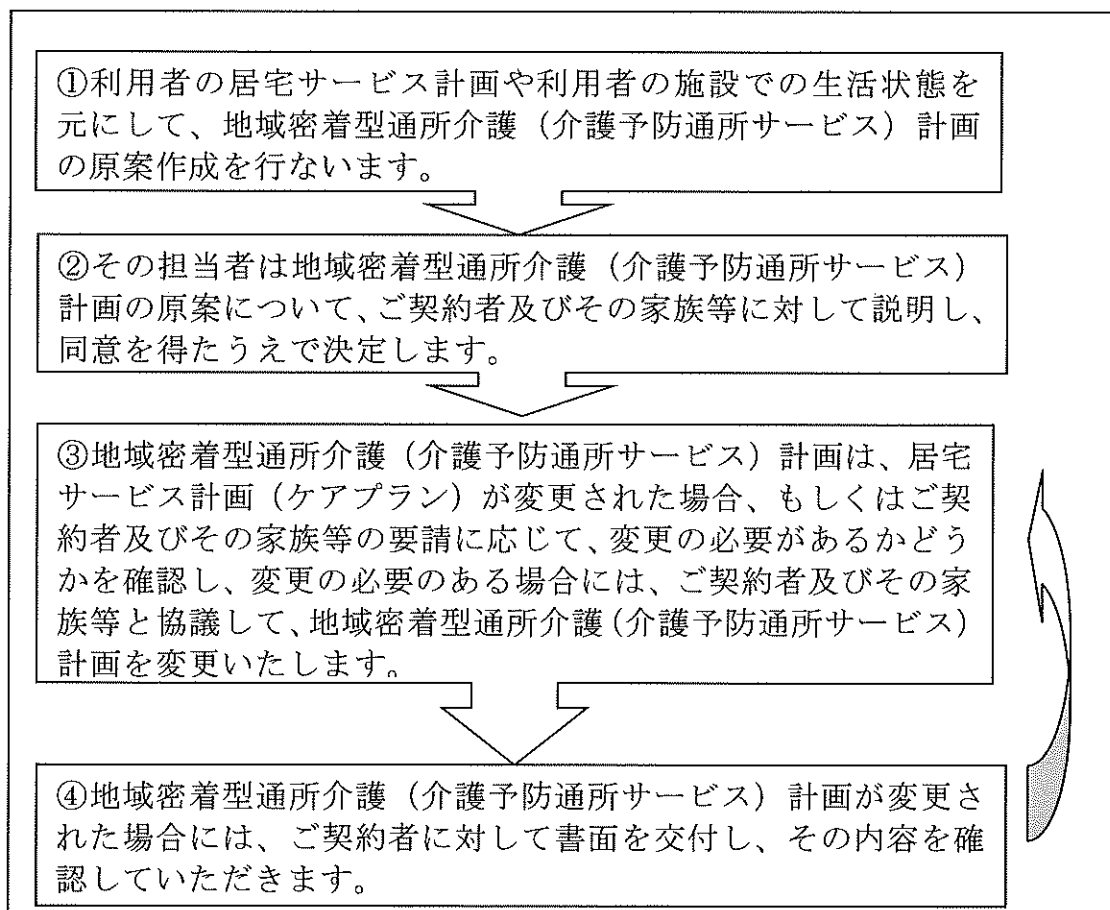 ①利用者の居宅サービス計画や利用者の施設での生活状態を
元にして、地域密着型通所介護（介護予防通所サービス）計画
の原案作成を行ないます。
②その担当者は地域密着型通所介護（介護予防通所サービス）
計画の原案について、ご契約者及びその家族等に対して説明し、
同意を得たうえで決定します。
③地域密着型通所介護（介護予防通所サービス）計画は、居宅
サービス計画（ケアプラン）が変更された場合、もしくはご契
約者及びその家族等の要請に応じて、変更の必要があるかどう
かを確認し、変更の必要のある場合には、ご契約者及びその家
族等と協議して、地域密着型通所介護（介護予防通所サービス）
計画を変更いたします。
④地域密着型通所介護（介護予防通所サービス）計画が変更さ
れた場合には、ご契約者に対して書面を交付し、その内容を確
認していただきます。